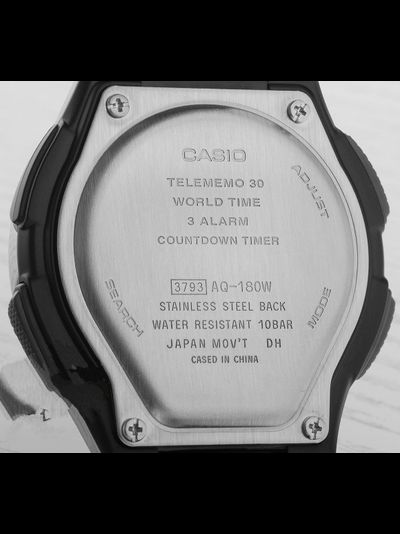 CASIO
TELEMEMO 30
WORLD TIME
3 ALARM
COUNTDOWN TIMER
ADJUST
3793 AQ-180W
STAINLESS STEEL BACK
WATER RESISTANT 10BAR
JAPAN MOV'T DH
CASED IN CHINA
SEARCH
MODE